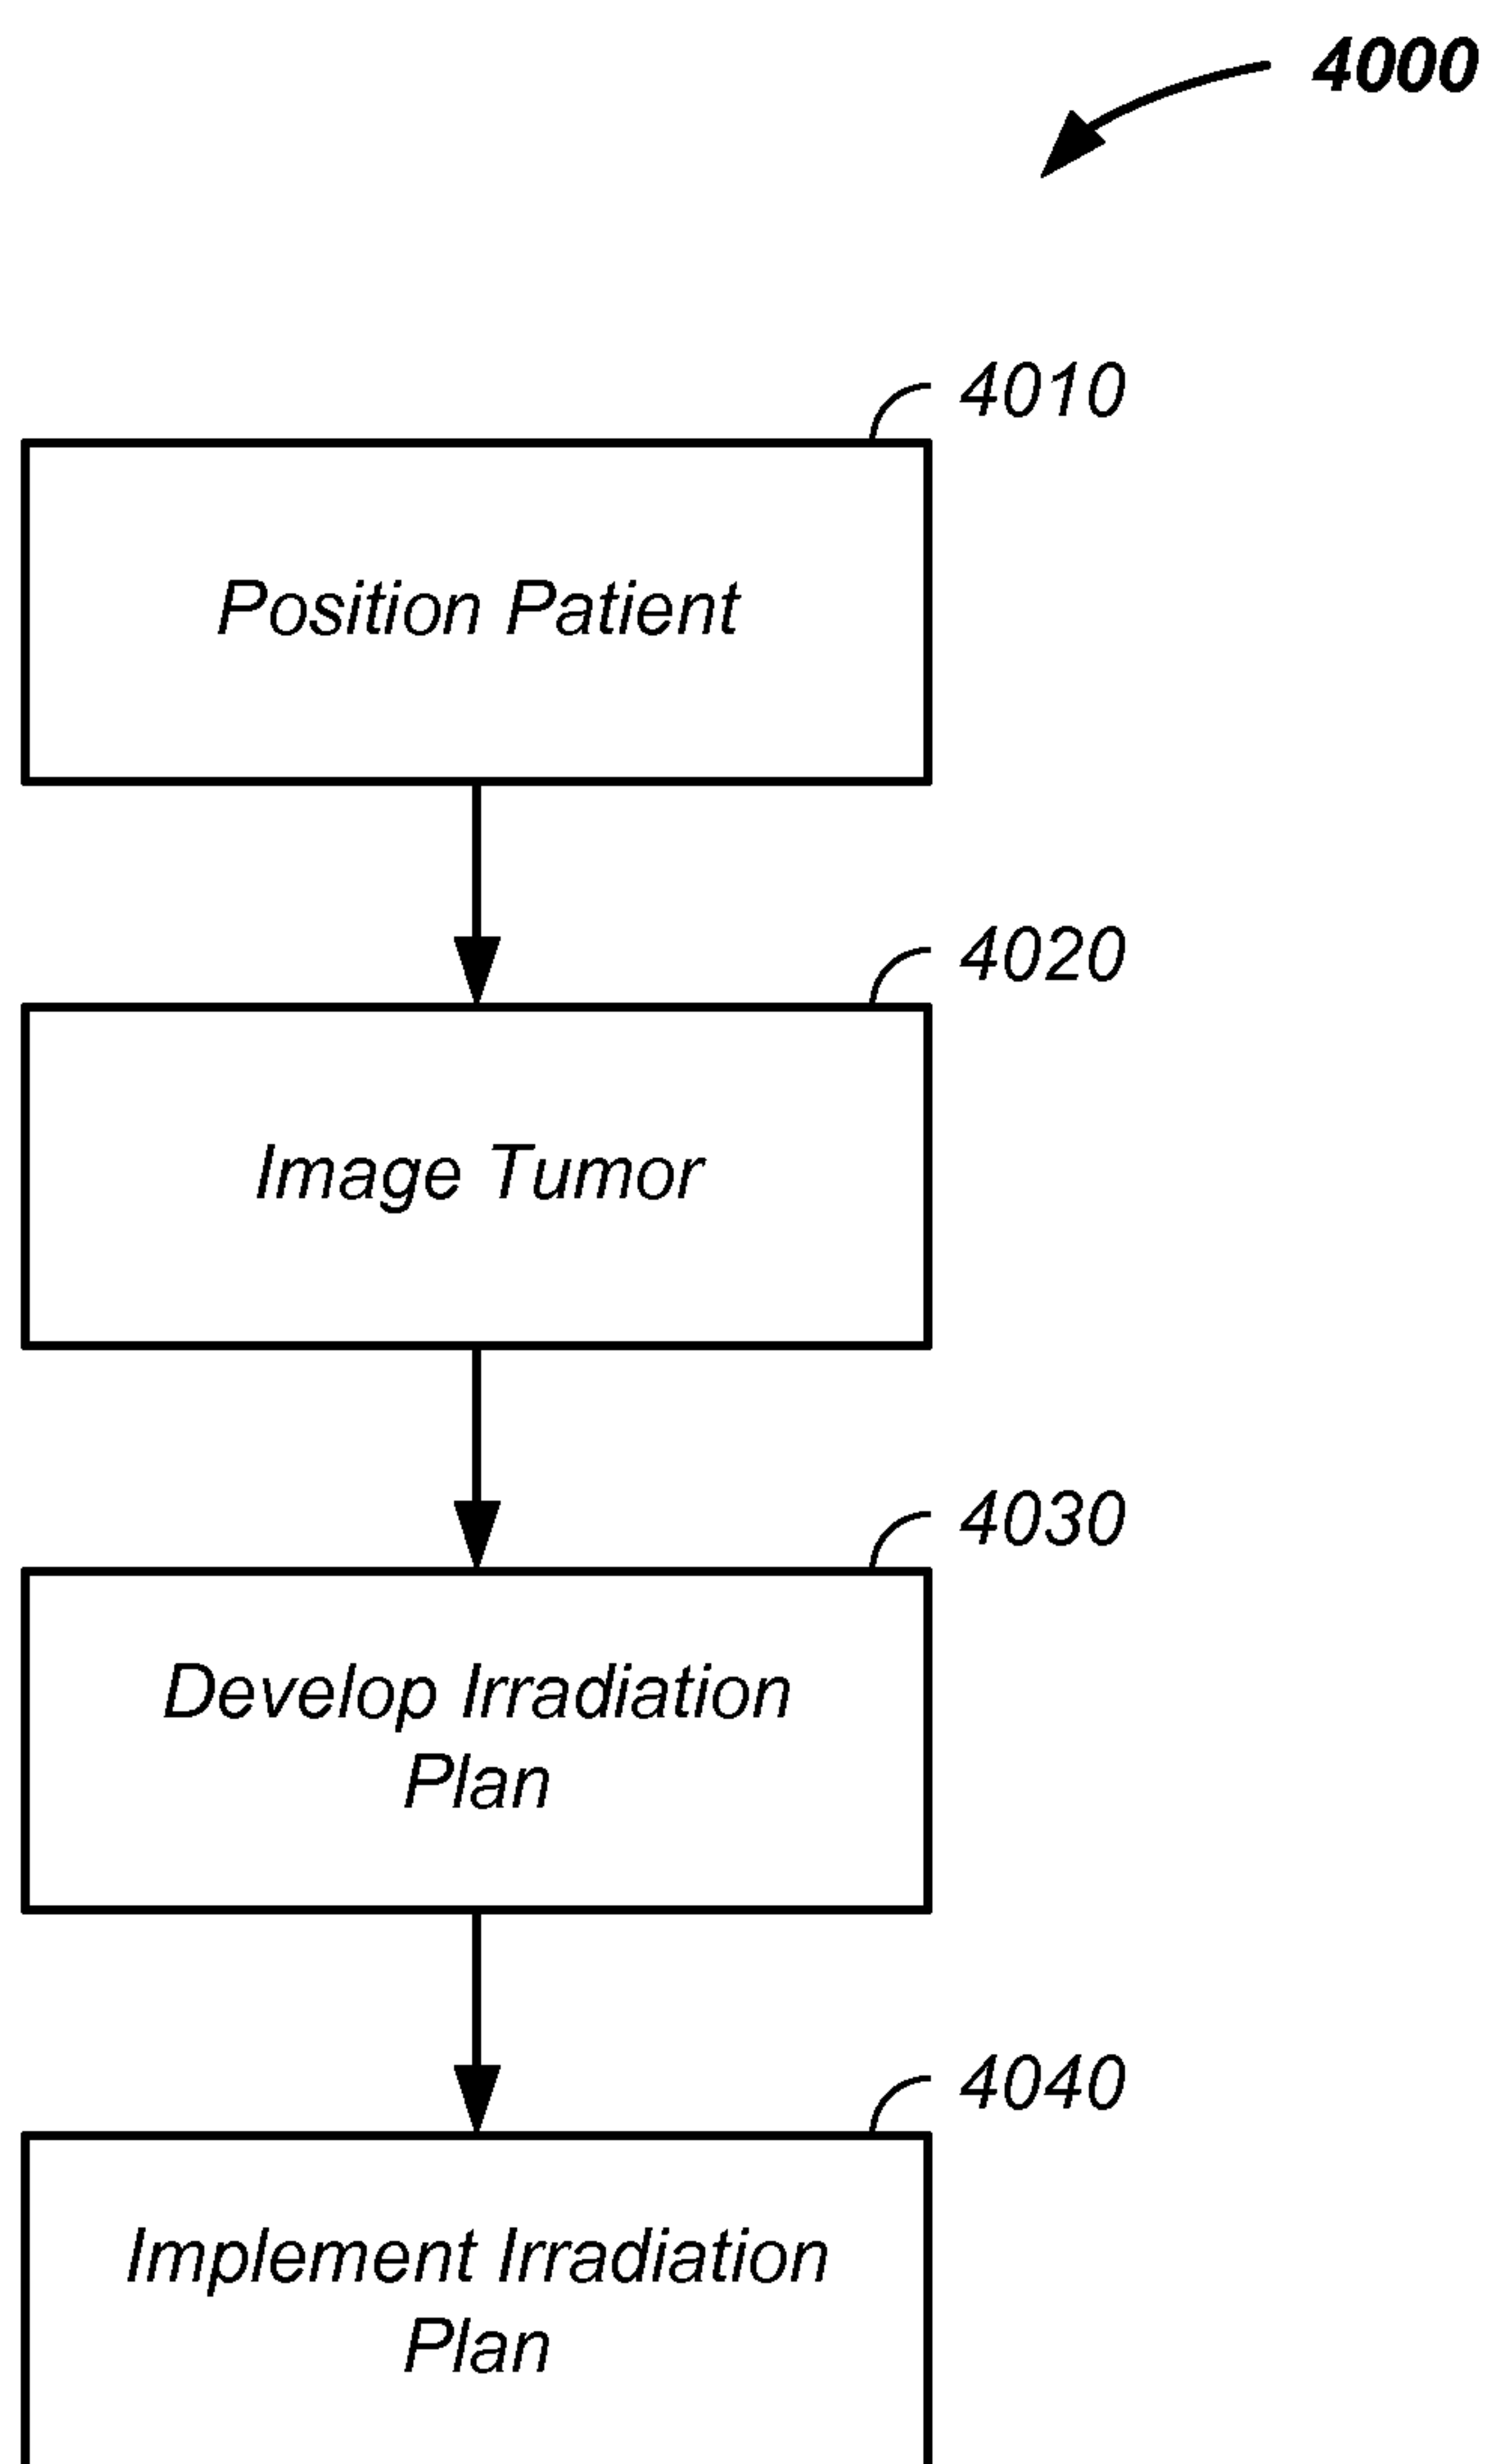 4000
4010
Position Patient
4020
Image Tumor
4030
Develop Irradiation
Plan
4040
Implement Irradiation
Plan